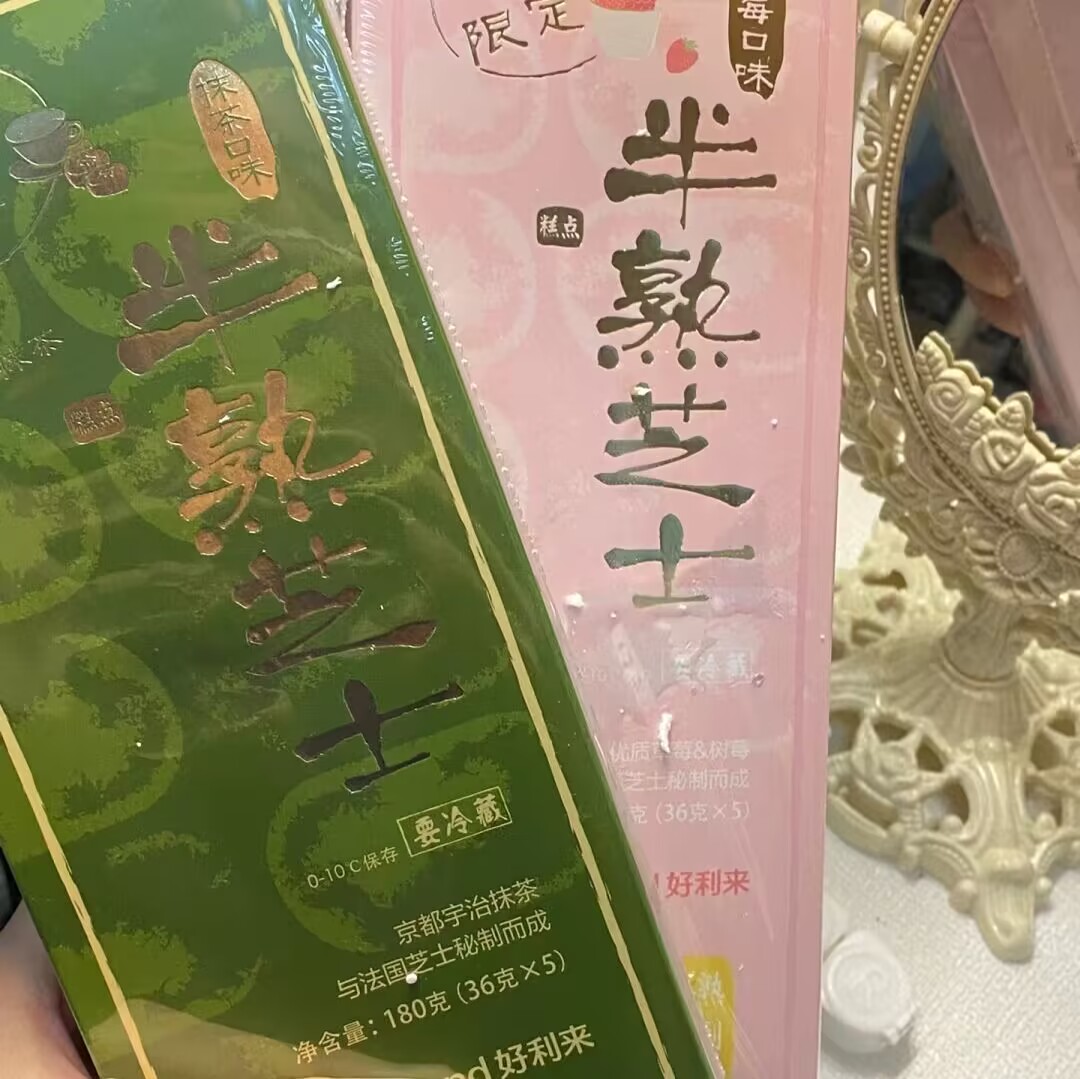 抹茶口味
半熟芝士
糕点
要冷藏
0-10℃保存
京都宇治抹茶
与法国芝士秘制而成
净含量：180克（36克×5）
好利来
限定
莓口味
半熟芝士
糕点
要冷藏
优质草莓&树莓
芝士秘制而成
克（36克×5）
好利来